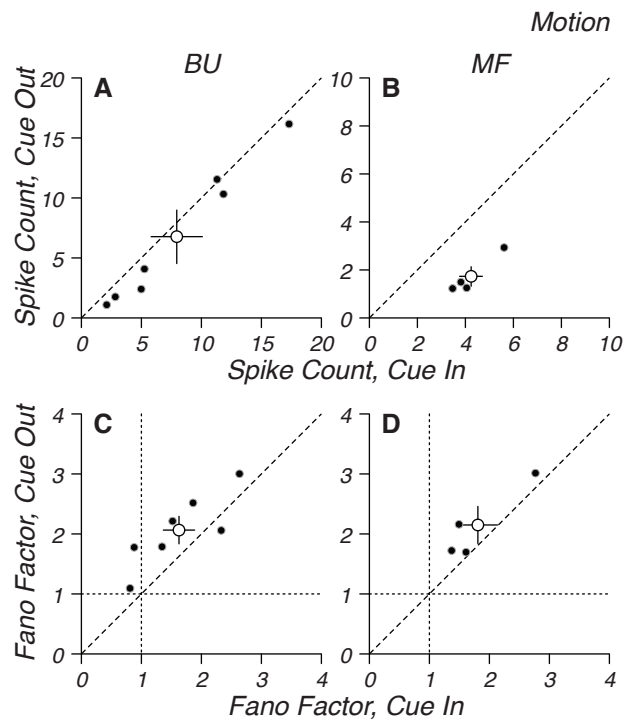 Motion
BU MF
A B
Spike Count, Cue Out
20
15
10
5
0
0 5 10 15 20
10
8
6
4
2
0
0 2 4 6 8 10
Spike Count, Cue In
C D
Fano Factor, Cue Out
4
3
2
1
0
0 1 2 3 4
4
3
2
1
0
0 1 2 3 4
Fano Factor, Cue In